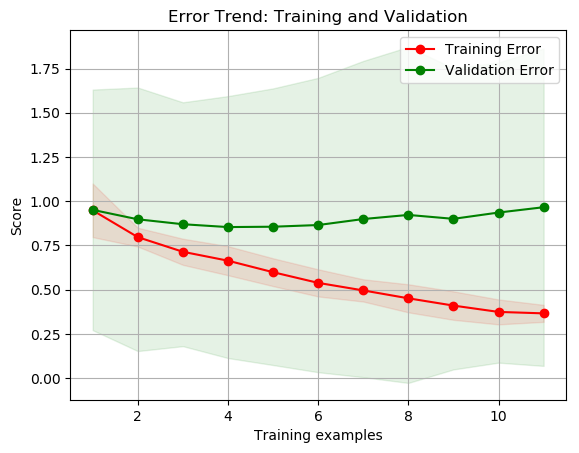 Error Trend: Training and Validation
Training Error
Validation Error
1.75
1.50
1.25
1.00
0.75
0.50
0.25
0.00
Score
2
4
6
8
10
Training examples